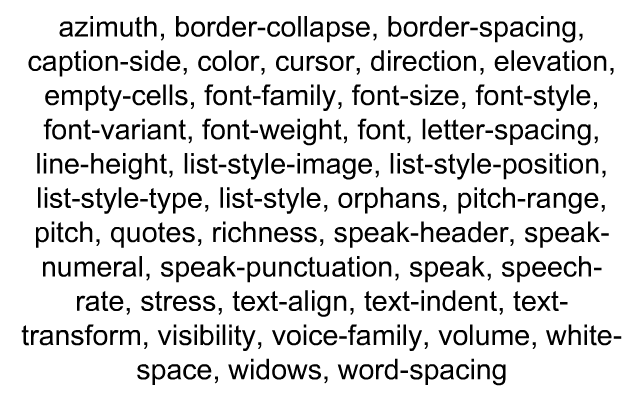 azimuth, border-collapse, border-spacing,
caption-side, color, cursor, direction, elevation,
empty-cells, font-family, font-size, font-style,
font-variant, font-weight, font, letter-spacing,
line-height, list-style-image, list-style-position,
list-style-type, list-style, orphans, pitch-range,
pitch, quotes, richness, speak-header, speak-
numeral, speak-punctuation, speak, speech-
rate, stress, text-align, text-indent, text-
transform, visibility, voice-family, volume, white-
space, widows, word-spacing